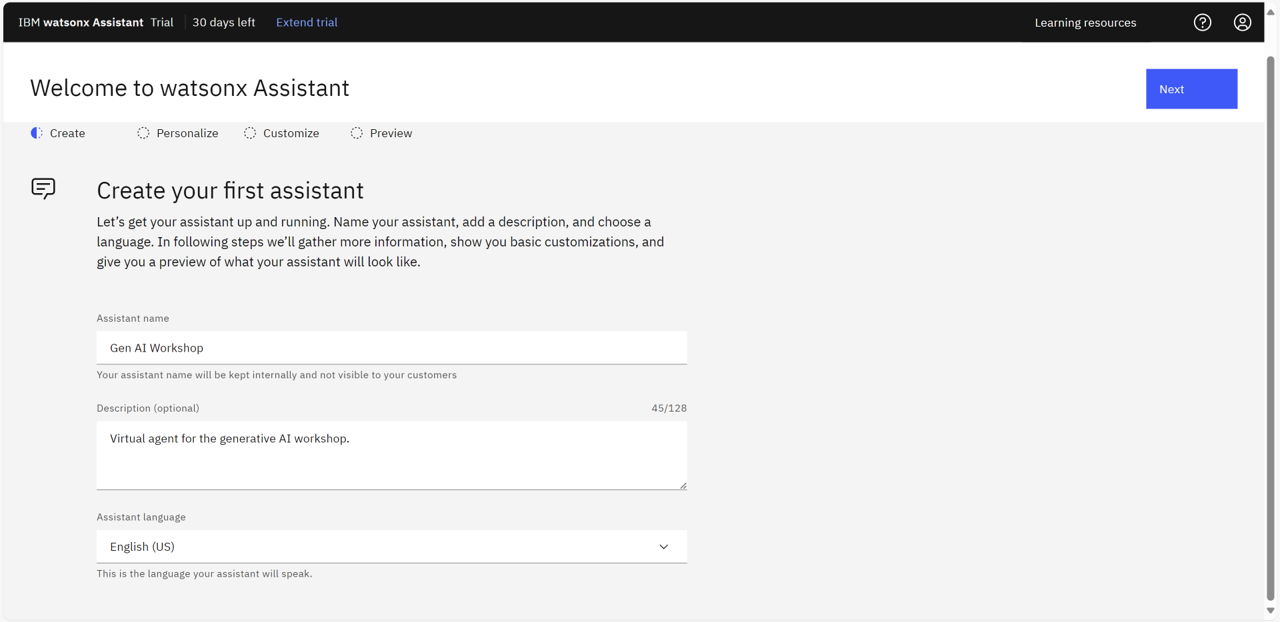 IBM watsonx Assistant Trial 30 days left Extend trial Learning resources
Welcome to watsonx Assistant
Next
Create Personalize Customize Preview
Create your first assistant
Let's get your assistant up and running. Name your assistant, add a description, and choose a
language. In following steps we'll gather more information, show you basic customizations, and
give you a preview of what your assistant will look like.
Assistant name
Gen AI Workshop
Your assistant name will be kept internally and not visible to your customers
Description (optional) 45/128
Virtual agent for the generative AI workshop.
Assistant language
English (US)
This is the language your assistant will speak.